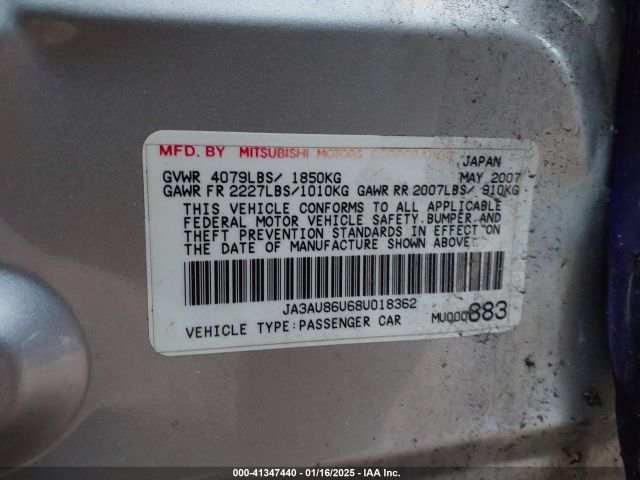 MFD. BY MITSUBISHI MOTORS CORPORATION JAPAN
GVWR 4079LBS/ 1850KG MAY 2007
GAWR FR 2227LBS/1010KG GAWR RR 2007LBS/ 910KG
THIS VEHICLE CONFORMS TO ALL APPLICABLE
FEDERAL MOTOR VEHICLE SAFETY.BUMPER.AND
THEFT PREVENTION STANDARDS IN EFFECT ON
THE DATE OF MANUFACTURE SHOWN ABOVE.
JA3AU86U68U018362
VEHICLE TYPE:PASSENGER CAR 883
000-41347440 - 01/16/2025 - IAA Inc.